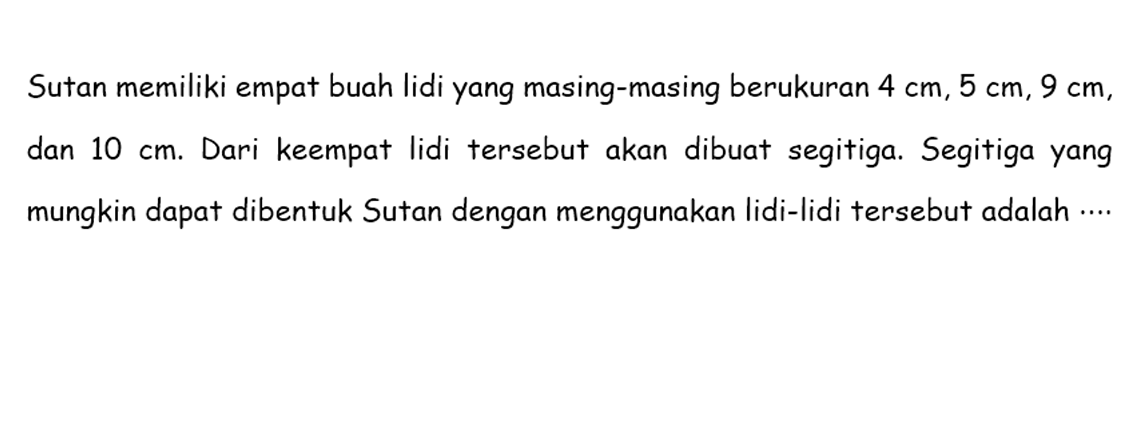 Sutan memiliki empat buah lidi yang masing-masing berukuran 4 cm, 5 cm, 9 cm,
dan 10 cm. Dari keempat lidi tersebut akan dibuat segitiga. Segitiga yang
mungkin dapat dibentuk Sutan dengan menggunakan lidi-lidi tersebut adalah ....